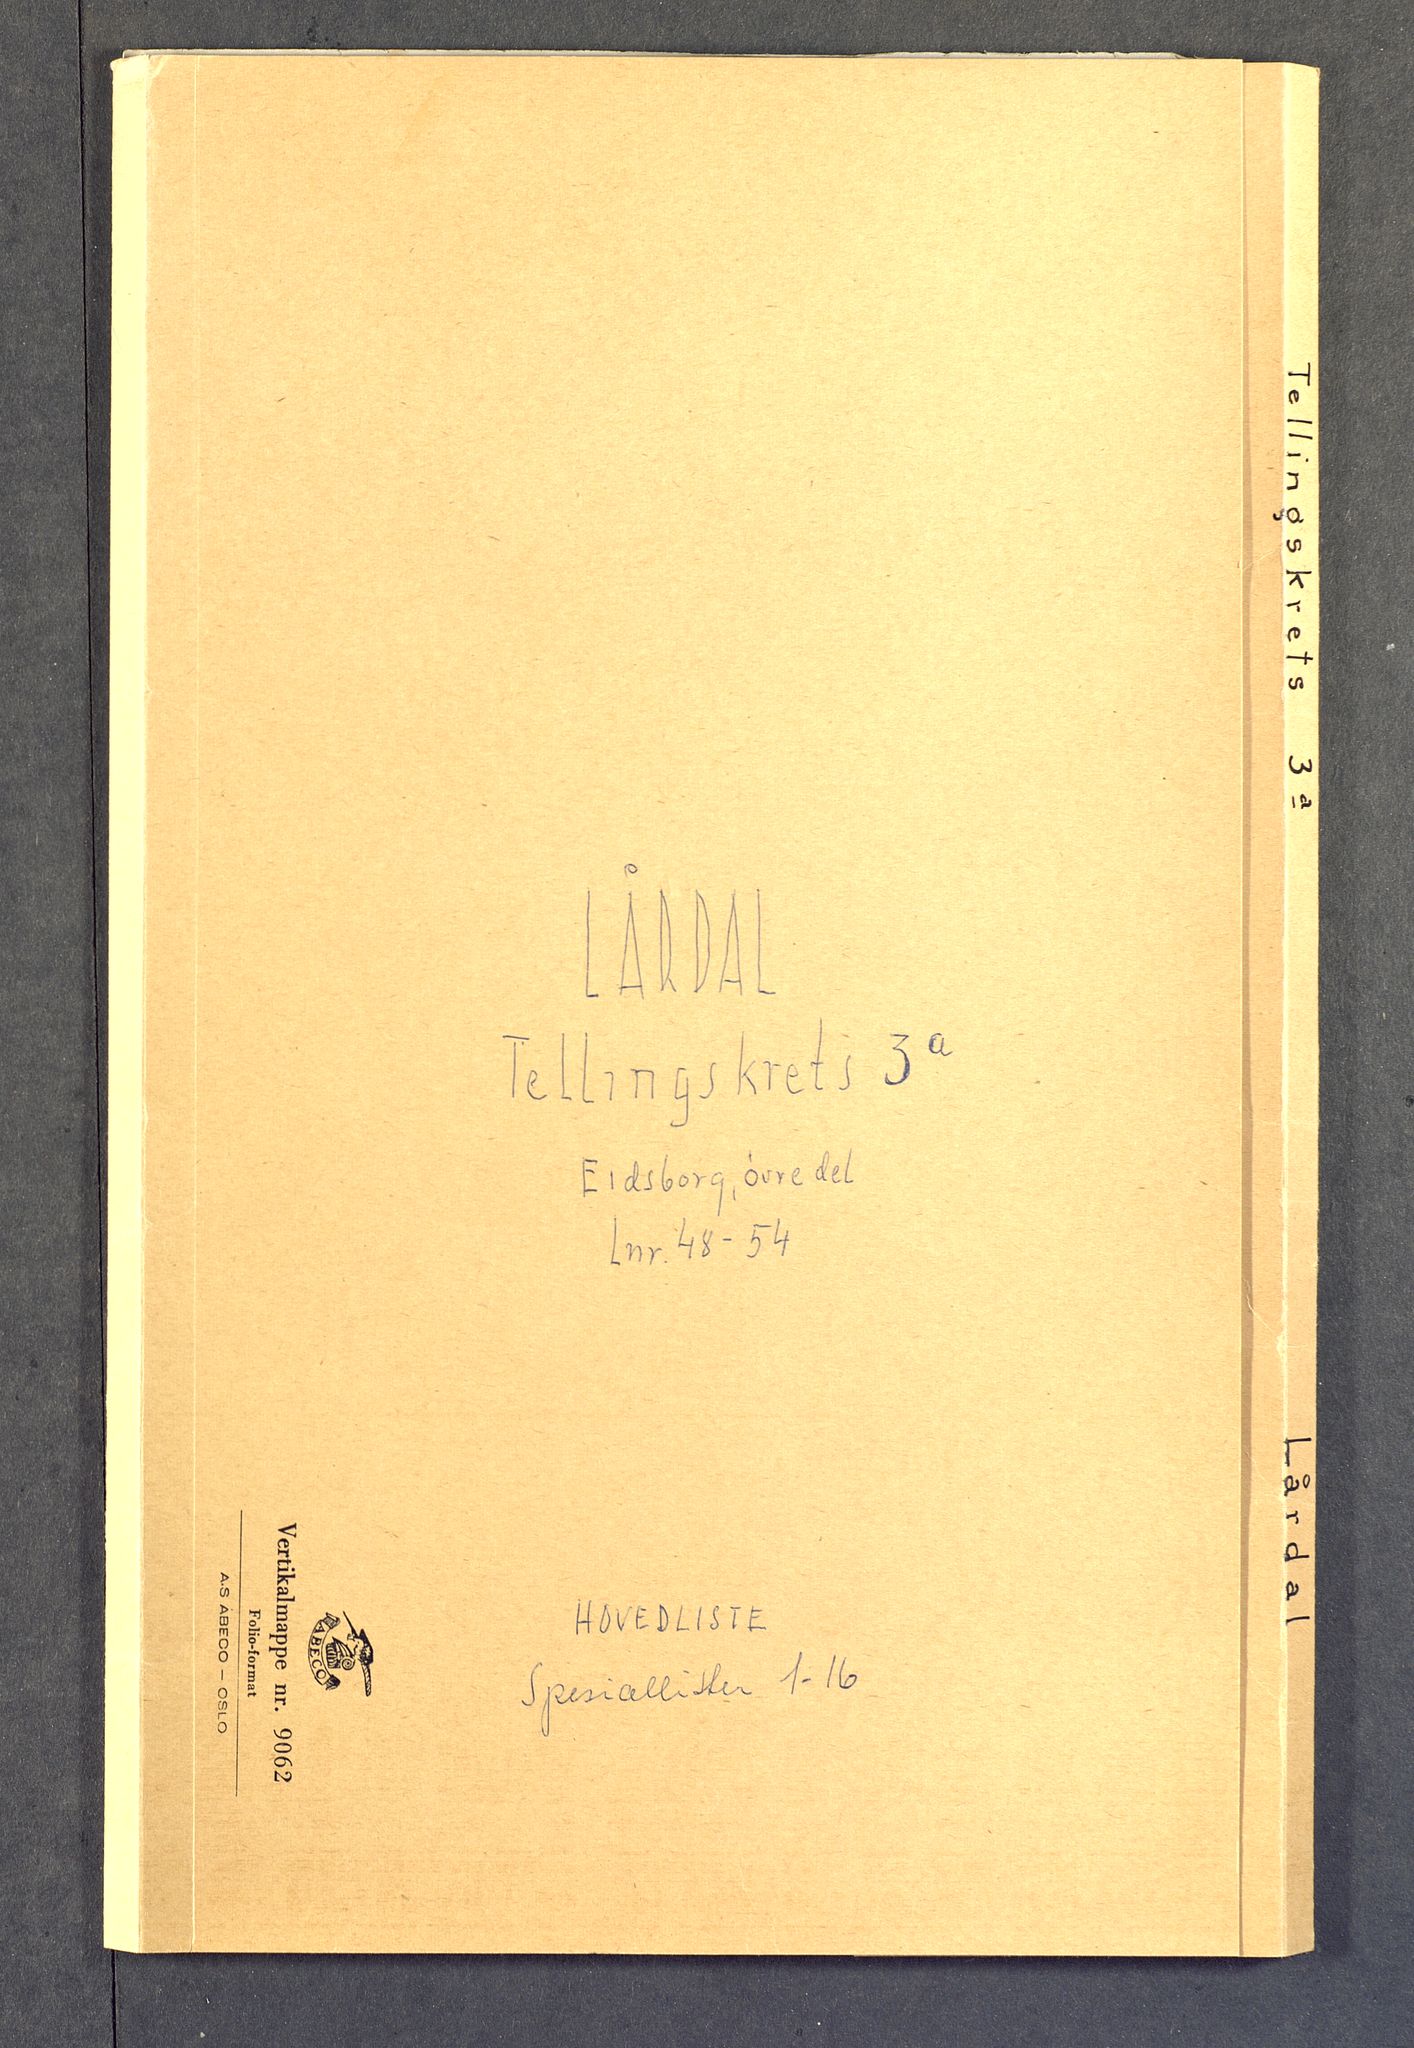 LÅRDAL
Tellingskrets 3a
Eidsborg, óvre del
Lnr. 48 - 54
HOVEDLISTE
Spesiallister 1-16
ABECO
Vertikalmappe nr. 9062
Folio-format
A.S ABECO – OSLO
Tellingskrets 3a
Lårdal